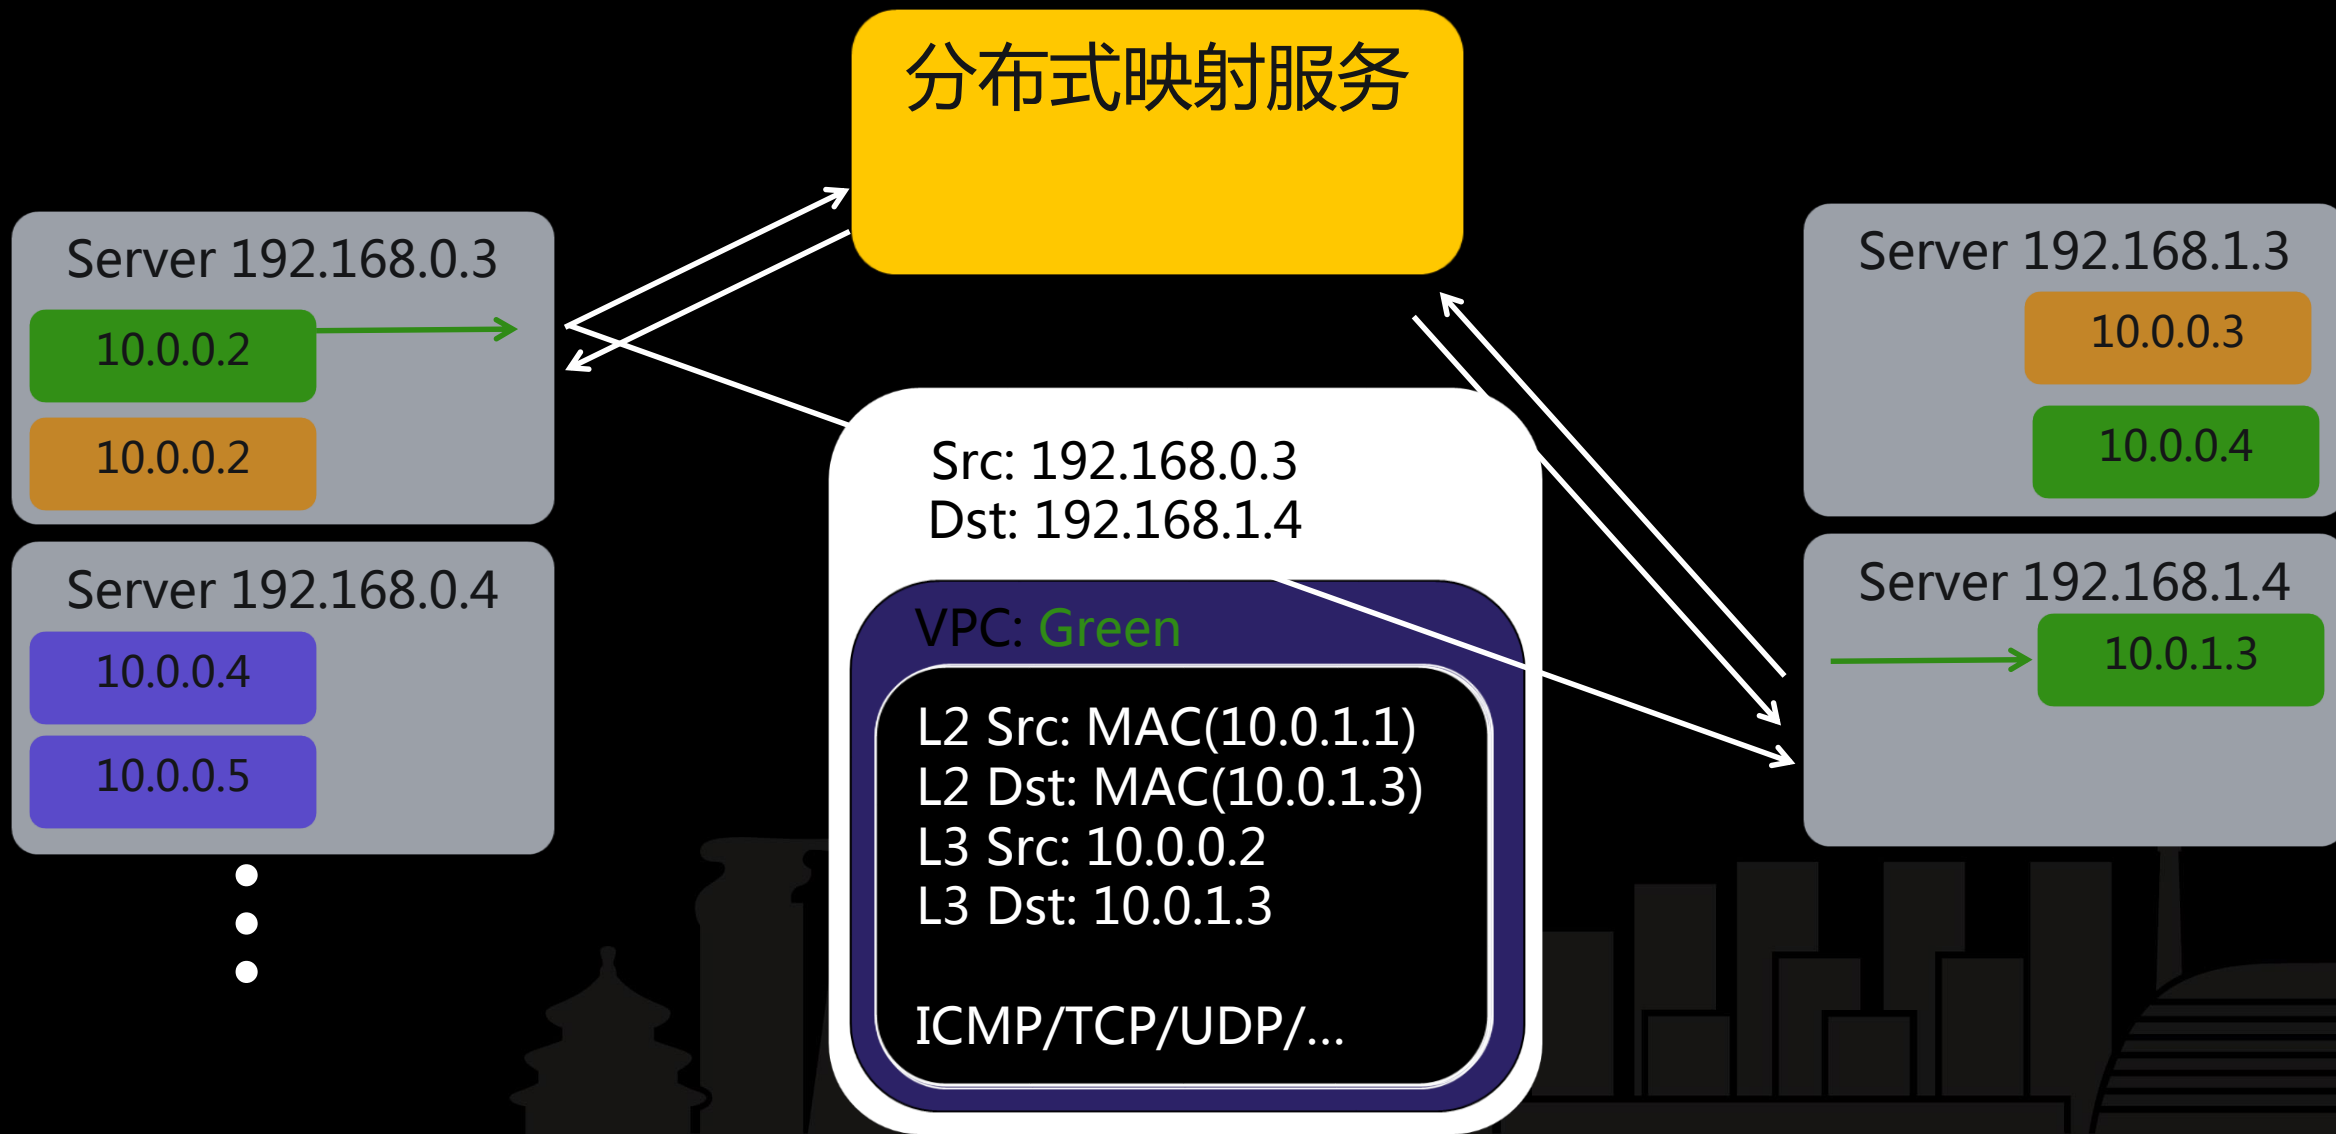 分布式映射服务
Server 192.168.0.3
10.0.0.2
10.0.0.2
Server 192.168.0.4
10.0.0.4
10.0.0.5
Src: 192.168.0.3
Dst: 192.168.1.4
VPC: Green
L2 Src: MAC(10.0.1.1)
L2 Dst: MAC(10.0.1.3)
L3 Src: 10.0.0.2
L3 Dst: 10.0.1.3
ICMP/TCP/UDP/...
Server 192.168.1.3
10.0.0.3
10.0.0.4
Server 192.168.1.4
10.0.1.3